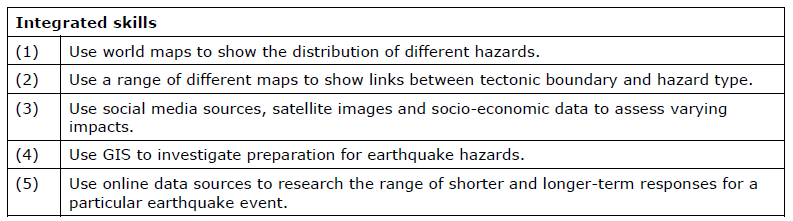 Integrated skills
(1) Use world maps to show the distribution of different hazards.
(2) Use a range of different maps to show links between tectonic boundary and hazard type.
(3) Use social media sources, satellite images and socio-economic data to assess varying
impacts.
(4) Use GIS to investigate preparation for earthquake hazards.
(5) Use online data sources to research the range of shorter and longer-term responses for a
particular earthquake event.